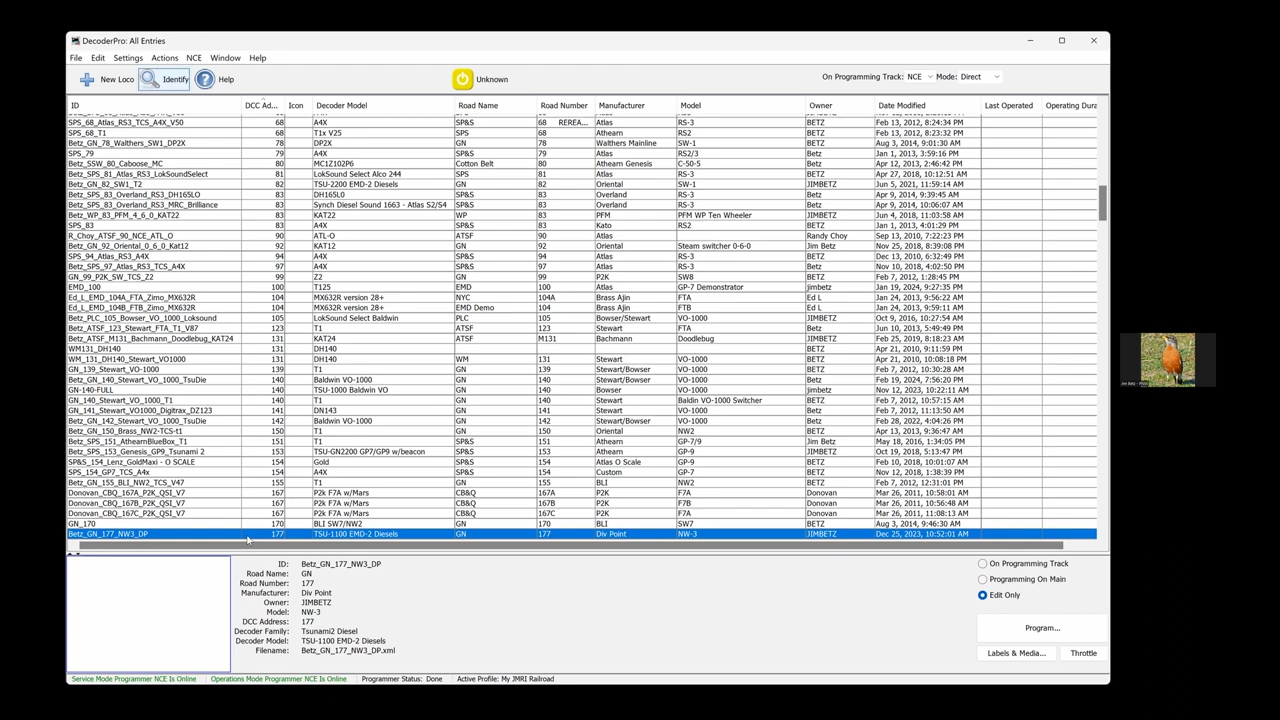 DecoderPro: All Entries
File Edit Settings Actions NCE Window Help
New Loco Identify Help Unknown On Programming Track: NCE Mode: Direct
ID DCC Ad... Icon Decoder Model Road Name Road Number Manufacturer Model Owner Date Modified Last Operated Operating Dura
SPS_68_Atlas_RS3_TCS_A4X_V50 68 A4X SP&S 68 REREA... Atlas RS-3 BETZ Feb 13, 2012, 8:24:34 PM
SPS_68_T1 68 T1x V25 SPS 68 Athearn RS2 BETZ Feb 13, 2012, 8:23:32 PM
Betz_GN_78_Walthers_SW1_DP2X 78 DP2X GN 78 Walthers Mainline SW-1 BETZ Aug 3, 2014, 9:01:30 AM
SPS_79 79 A4X SP&S 79 Atlas RS2/3 Betz Jan 1, 2013, 3:59:16 PM
Betz_SSW_80_Caboose_MC 80 MC1Z102P6 Cotton Belt 80 Athearn Genesis C-50-5 Betz Apr 12, 2013, 2:46:42 PM
Betz_SPS_81_Atlas_RS3_LokSoundSelect 81 LokSound Select Alco 244 SPS 81 Atlas RS-3 JIMBETZ Apr 27, 2018, 10:12:51 AM
Betz_GN_82_SW1_T2 82 TSU-2200 EMD-2 Diesels GN 82 Oriental SW-1 JIMBETZ Jun 5, 2021, 11:59:14 AM
Betz_SPS_83_Overland_RS3_DH165LO 83 DH165L0 SP&S 83 Overland RS-3 JIMBETZ Apr 9, 2014, 9:39:45 AM
Betz_SPS_83_Overland_RS3_MRC_Brilliance 83 Synch Diesel Sound 1663 - Atlas S2/S4 SP&S 83 Overland RS-3 JIMBETZ Apr 9, 2014, 10:06:07 AM
Betz_WP_83_PFM_4_6_0_KAT22 83 KAT22 WP 83 PFM PFM WP Ten Wheeler JIMBETZ Jun 4, 2018, 11:03:58 AM
SPS_83 83 A4X SP&S 83 Kato RS2 BETZ Jan 1, 2013, 4:01:29 PM
R_Choy_ATSF_90_NCE_ATL_O 90 ATL-O ATSF 90 Atlas Randy Choy Sep 13, 2010, 7:22:23 PM
Betz_GN_92_Oriental_0_6_0_Kat12 92 KAT12 GN 92 Oriental Steam switcher 0-6-0 Jim Betz Nov 25, 2018, 8:39:08 PM
SPS_94_Atlas_RS3_A4X 94 A4X SP&S 94 Atlas RS-3 BETZ Dec 13, 2010, 6:32:49 PM
Betz_SPS_97_Atlas_RS3_TCS_A4X 97 A4X SP&S 97 Atlas RS-3 Betz Nov 10, 2018, 4:02:50 PM
GN_99_P2K_SW_TCS_Z2 99 Z2 GN 99 P2K SW8 BETZ Feb 7, 2012, 1:28:45 PM
EMD_100 100 T125 EMD 100 Atlas GP-7 Demonstrator jimbetz Jan 19, 2024, 9:27:35 PM
Ed_L_EMD_104A_FTA_Zimo_MX632R 104 MX632R version 28+ NYC 104A Brass Ajin FTA Ed L Jan 24, 2013, 9:56:22 AM
Ed_L_EMD_104B_FTB_Zimo_MX632R 104 MX632R version 28+ EMD Demo 104B Brass Ajin FTB Ed L Jan 24, 2013, 9:59:11 AM
Betz_PLC_105_Bowser_VO_1000_Loksound 105 LokSound Select Baldwin PLC 105 Bowser/Stewart VO-1000 JIMBETZ Oct 9, 2016, 10:27:54 AM
Betz_ATSF_123_Stewart_FTA_T1_V87 123 T1 ATSF 123 Stewart FTA Betz Jun 10, 2013, 5:49:49 PM
Betz_ATSF_M131_Bachmann_Doodlebug_KAT24 131 KAT24 ATSF M131 Bachmann Doodlebug JIMBETZ Feb 25, 2019, 8:18:23 AM
WM131_DH140 131 DH140 BETZ Apr 21, 2010, 9:11:59 PM
WM_131_DH140_Stewart_VO1000 131 DH140 WM 131 Stewart VO-1000 BETZ Apr 21, 2010, 10:08:18 PM
GN_139_Stewart_VO-1000 139 T1 GN 139 Stewart/Bowser VO-1000 BETZ Feb 7, 2012, 10:30:28 AM
Betz_GN_140_Stewart_VO_1000_TsuDie 140 Baldwin VO-1000 GN 140 Stewart/Bowser VO-1000 Betz Feb 19, 2024, 7:56:20 PM
GN-140-FULL 140 TSU-1000 Baldwin VO GN 140 Bowser VO-1000 jimbetz Nov 12, 2023, 10:22:11 AM
GN_140_Stewart_VO_1000_T1 140 T1 GN 140 Stewart/Bowser Baldin VO-1000 Switcher BETZ Feb 7, 2012, 10:57:15 AM
GN_141_Stewart_VO1000_Digitrax_DZ123 141 DN143 GN 141 Stewart/Bowser VO-1000 Betz Feb 7, 2012, 11:13:50 AM
Betz_GN_142_Stewart_VO_1000_TsuDie 142 Baldwin VO-1000 GN 142 Stewart/Bowser VO-1000 Betz Feb 28, 2022, 4:04:26 PM
Betz_GN_150_Brass_NW2-TCS-t1 150 T1 GN 150 Oriental NW2 BETZ Apr 23, 2013, 9:36:47 AM
Betz_SPS_151_AthearnBlueBox_T1 151 T1 SP&S 151 Athearn GP-7/9 Jim Betz May 18, 2016, 1:34:05 PM
Betz_SPS_153_Genesis_GP9_Tsunami 2 153 TSU-GN2200 GP7/GP9 w/beacon SP&S 153 Athearn GP-9 JIMBETZ Oct 19, 2018, 5:13:47 PM
SP&S_154_Lenz_GoldMaxi - O SCALE 154 Gold SP&S 154 Atlas O Scale GP-9 JIMBETZ Feb 10, 2018, 10:01:07 AM
SPS_154_GP7_TCS_A4x 154 A4X SP&S 154 Custom GP-7 BETZ Aug 10, 2014, 1:38:39 PM
Betz_GN_155_BLI_NW2_TCS_V47 155 T1 GN 155 BLI NW2 BETZ Feb 7, 2012, 12:31:01 PM
Donovan_CBQ_167A_P2K_QSI_V7 167 P2k F7A w/Mars CB&Q 167A P2K F7A Donovan Mar 26, 2011, 10:58:01 AM
Donovan_CBQ_167B_P2K_QSI_V7 167 P2k F7A w/Mars CB&Q 167B P2K F7B Donovan Mar 26, 2011, 10:56:48 AM
Donovan_CBQ_167C_P2K_QSI_V7 167 P2k F7A w/Mars CB&Q 167C P2K F7A Donovan Mar 26, 2011, 11:08:13 AM
GN_170 170 BLI SW7/NW2 GN 170 BLI SW7 BETZ Aug 3, 2014, 9:46:30 AM
Betz_GN_177_NW3_DP 177 TSU-1100 EMD-2 Diesels GN 177 Div Point NW-3 JIMBETZ Dec 25, 2023, 10:52:01 AM
ID: Betz_GN_177_NW3_DP
Road Name: GN
Road Number: 177
Manufacturer: Div Point
Owner: JIMBETZ
Model: NW-3
DCC Address: 177
Decoder Family: Tsunami2 Diesel
Decoder Model: TSU-1100 EMD-2 Diesels
Filename: Betz_GN_177_NW3_DP.xml
On Programming Track
Programming On Main
Edit Only
Program...
Labels & Media... Throttle
Service Mode Programmer NCE Is Online Operations Mode Programmer NCE Is Online Programmer Status: Done Active Profile: My JMRI Railroad